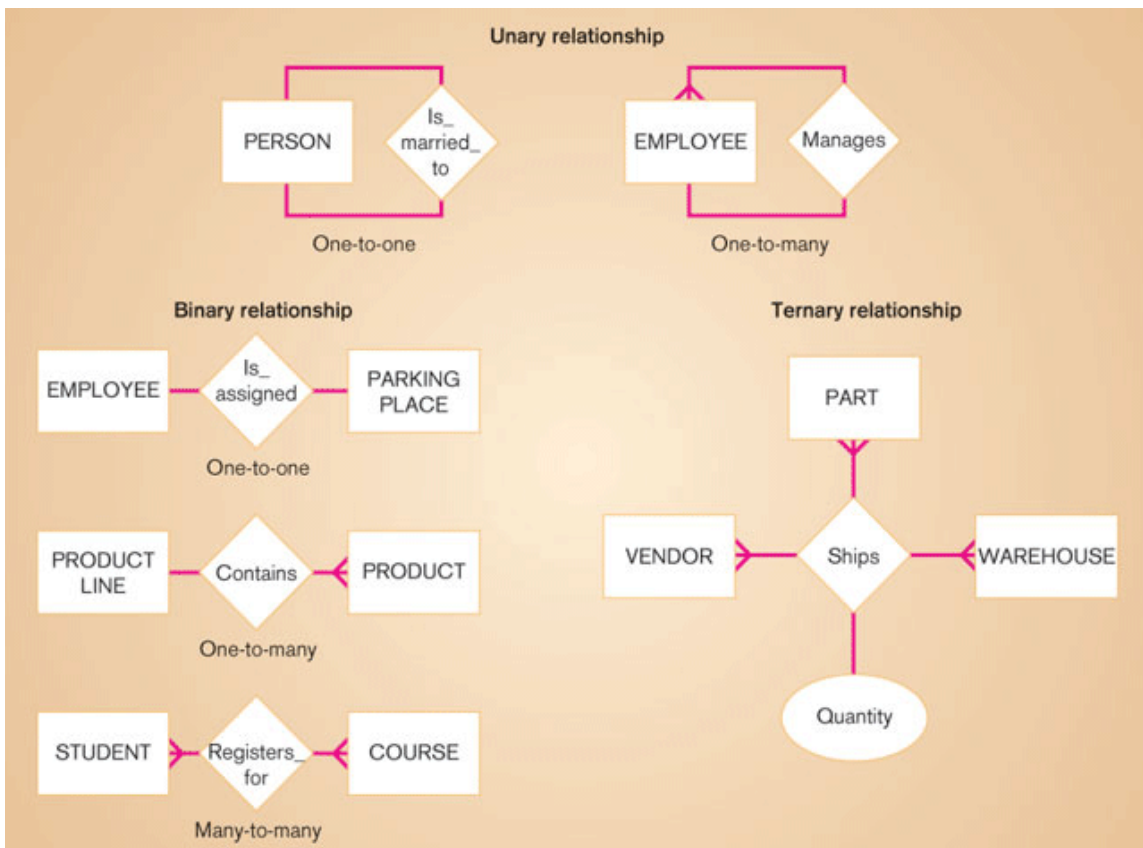 Unary relationship
PERSON
Is_
married_
to
One-to-one
EMPLOYEE
Manages
One-to-many
Binary relationship
EMPLOYEE
Is_
assigned
PARKING
PLACE
One-to-one
PRODUCT
LINE
Contains
PRODUCT
One-to-many
STUDENT
Registers_
for
COURSE
Many-to-many
Ternary relationship
PART
VENDOR
Ships
WAREHOUSE
Quantity